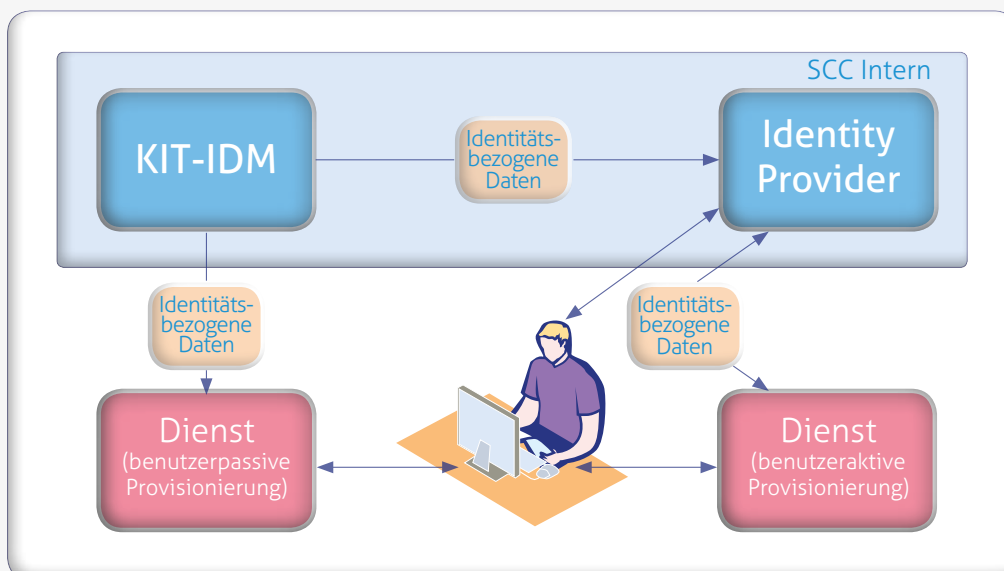 SCC Intern
KIT-IDM
Identitäts-
bezogene
Daten
Identity
Provider
Identitäts-
bezogene
Daten
Identitäts-
bezogene
Daten
Dienst
(benutzerpassive
Provisionierung)
Dienst
(benutzeraktive
Provisionierung)